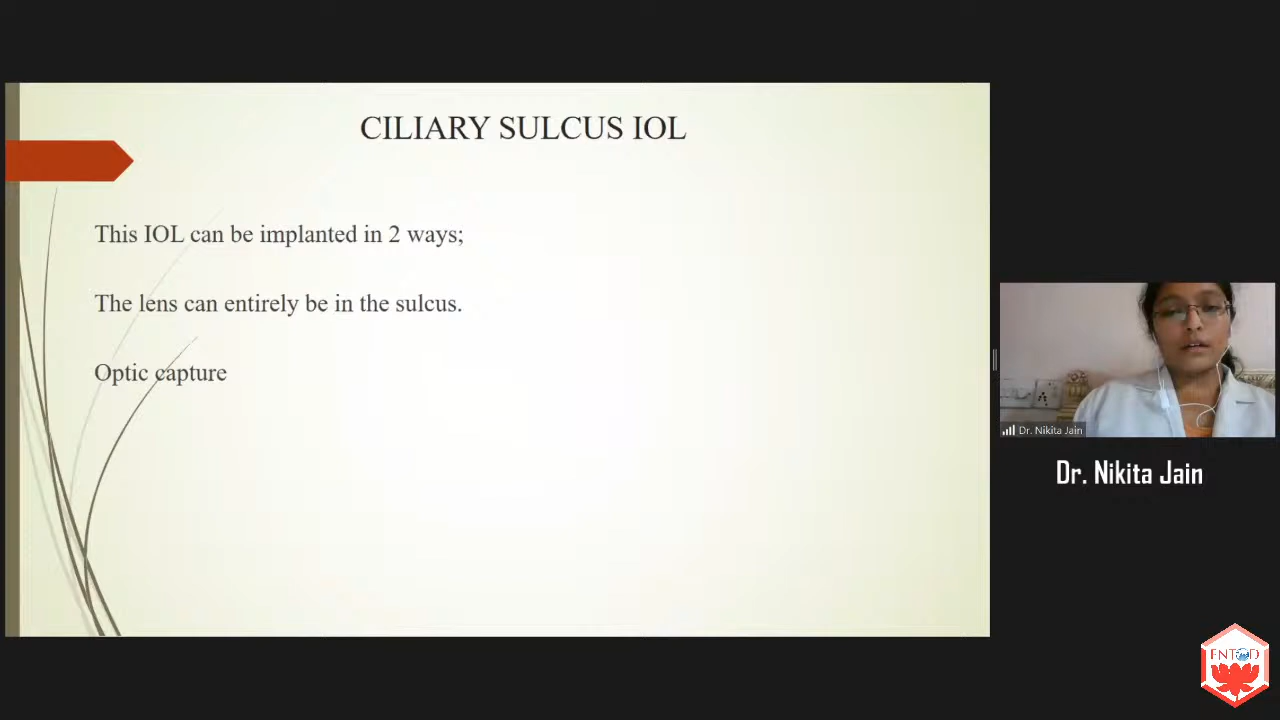 CILIARY SULCUS IOL
This IOL can be implanted in 2 ways;
The lens can entirely be in the sulcus.
Optic capture
Dr. Nikita Jain
Dr. Nikita Jain
ENTOD